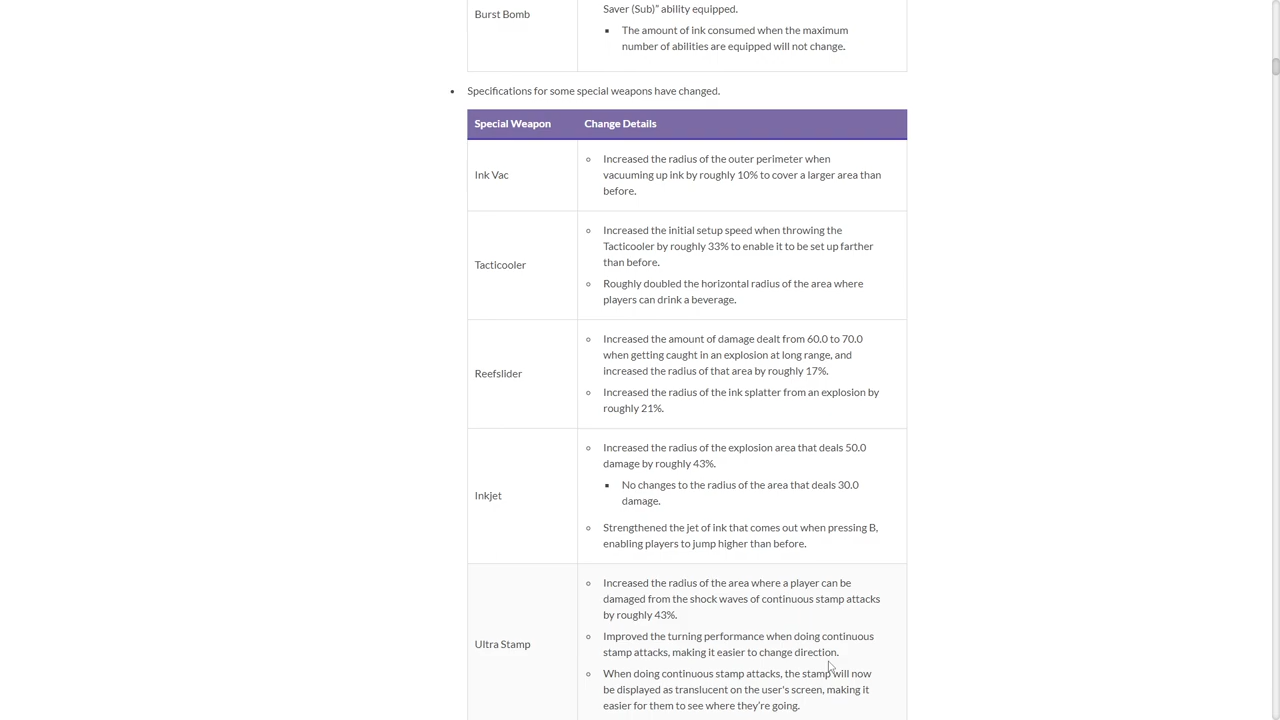 Saver (Sub)” ability equipped.
Burst Bomb
The amount of ink consumed when the maximum
number of abilities are equipped will not change.
Specifications for some special weapons have changed.
Special Weapon
Change Details
Ink Vac
Increased the radius of the outer perimeter when
vacuuming up ink by roughly 10% to cover a larger area than
before.
Tacticooler
Increased the initial setup speed when throwing the
Tacticooler by roughly 33% to enable it to be set up farther
than before.
Roughly doubled the horizontal radius of the area where
players can drink a beverage.
Reefslider
Increased the amount of damage dealt from 60.0 to 70.0
when getting caught in an explosion at long range, and
increased the radius of that area by roughly 17%.
Increased the radius of the ink splatter from an explosion by
roughly 21%.
Inkjet
Increased the radius of the explosion area that deals 50.0
damage by roughly 43%.
No changes to the radius of the area that deals 30.0
damage.
Strengthened the jet of ink that comes out when pressing B,
enabling players to jump higher than before.
Ultra Stamp
Increased the radius of the area where a player can be
damaged from the shock waves of continuous stamp attacks
by roughly 43%.
Improved the turning performance when doing continuous
stamp attacks, making it easier to change direction.
When doing continuous stamp attacks, the stamp will now
be displayed as translucent on the user's screen, making it
easier for them to see where they’re going.